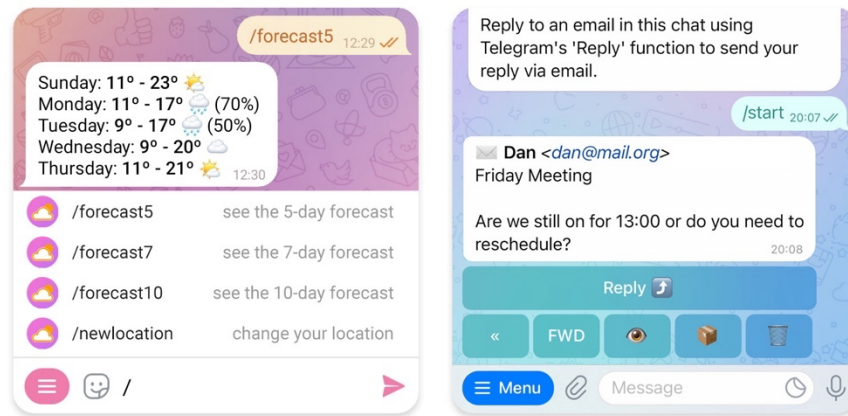 /forecast5 12:29
Sunday: 11º - 23º
Monday: 11º - 17º (70%)
Tuesday: 9º - 17º (50%)
Wednesday: 9º - 20º
Thursday: 11º - 21º 12:30
/forecast5 see the 5-day forecast
/forecast7 see the 7-day forecast
/forecast10 see the 10-day forecast
/newlocation change your location
/
Reply to an email in this chat using
Telegram's 'Reply' function to send your
reply via email.
/start 20:07
Dan <dan@mail.org>
Friday Meeting
Are we still on for 13:00 or do you need to
reschedule? 20:08
Reply
« FWD
Menu Message